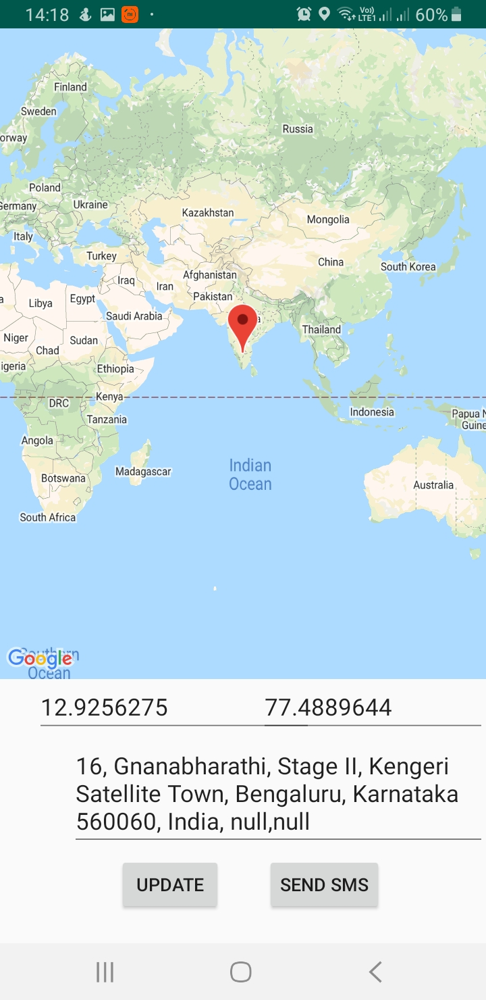 14:18 Vo) LTE1 60%
Finland
Sweden
orway
Russia
Poland
Germany
Ukraine
Kazakhstan
Mongolia
Italy
Turkey
China
South Korea
Afghanistan
Iraq
Iran
Pakistan
Libya
Egypt
Saudi Arabia
a
Thailand
Niger
Sudan
Chad
igeria
Ethiopia
Kenya
DRC
Indonesia
Papua N
Guine
Tanzania
Angola
Indian
Ocean
Madagascar
Botswana
Australia
South Africa
Southern
Ocean
Google
12.9256275 77.4889644
16, Gnanabharathi, Stage II, Kengeri
Satellite Town, Bengaluru, Karnataka
560060, India, null,null
UPDATE SEND SMS